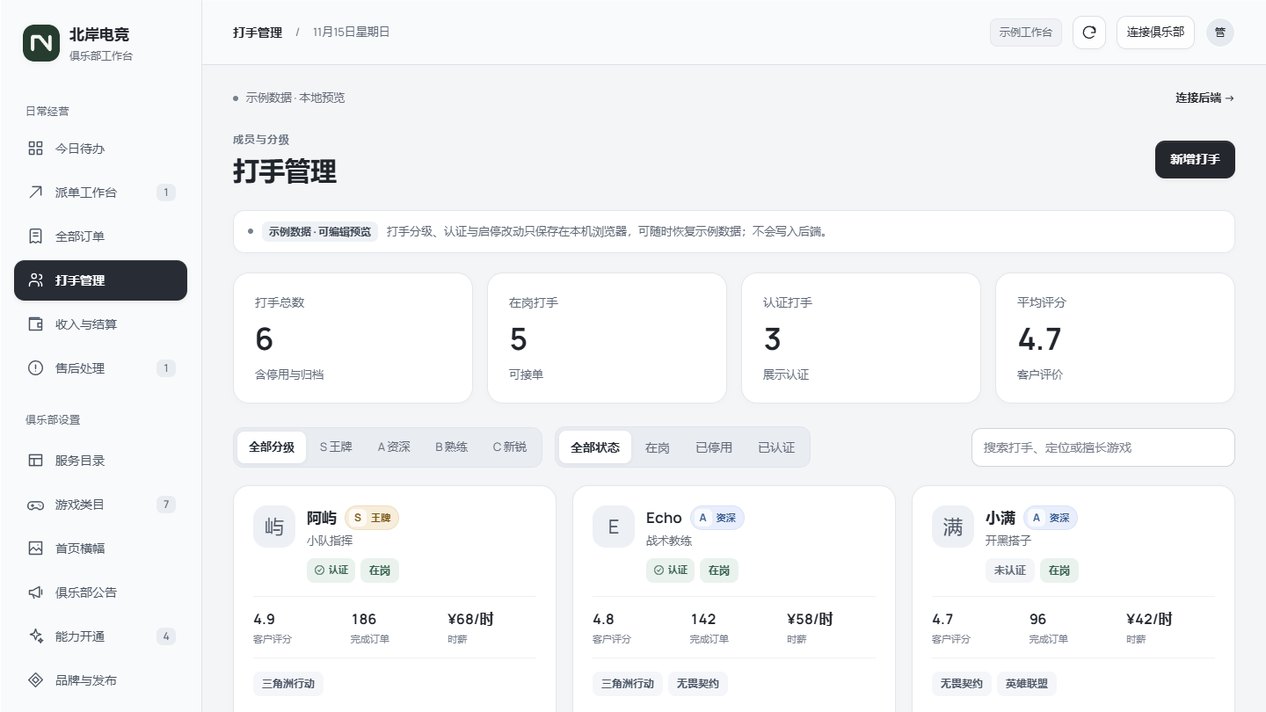 北岸电竞
俱乐部工作台
日常经营
今日待办
派单工作台 1
全部订单
打手管理
收入与结算
售后处理 1
俱乐部设置
服务目录
游戏类目 7
首页横幅
俱乐部公告
能力开通 4
品牌与发布
打手管理 / 11月15日星期日
示例工作台 连接俱乐部 管
示例数据 · 本地预览 连接后端 →
成员与分级
打手管理
新增打手
示例数据 · 可编辑预览 打手分级、认证与启停改动只保存在本机浏览器，可随时恢复示例数据；不会写入后端。
打手总数
6
含停用与归档
在岗打手
5
可接单
认证打手
3
展示认证
平均评分
4.7
客户评价
全部分级 S 王牌 A 资深 B 熟练 C 新锐
全部状态 在岗 已停用 已认证
搜索打手、定位或擅长游戏
屿 阿屿 S 王牌
小队指挥
认证 在岗
4.9 186 ¥68/时
客户评分 完成订单 时薪
三角洲行动
E Echo A 资深
战术教练
认证 在岗
4.8 142 ¥58/时
客户评分 完成订单 时薪
三角洲行动 无畏契约
满 小满 A 资深
开黑搭子
未认证 在岗
4.7 96 ¥42/时
客户评分 完成订单 时薪
无畏契约 英雄联盟